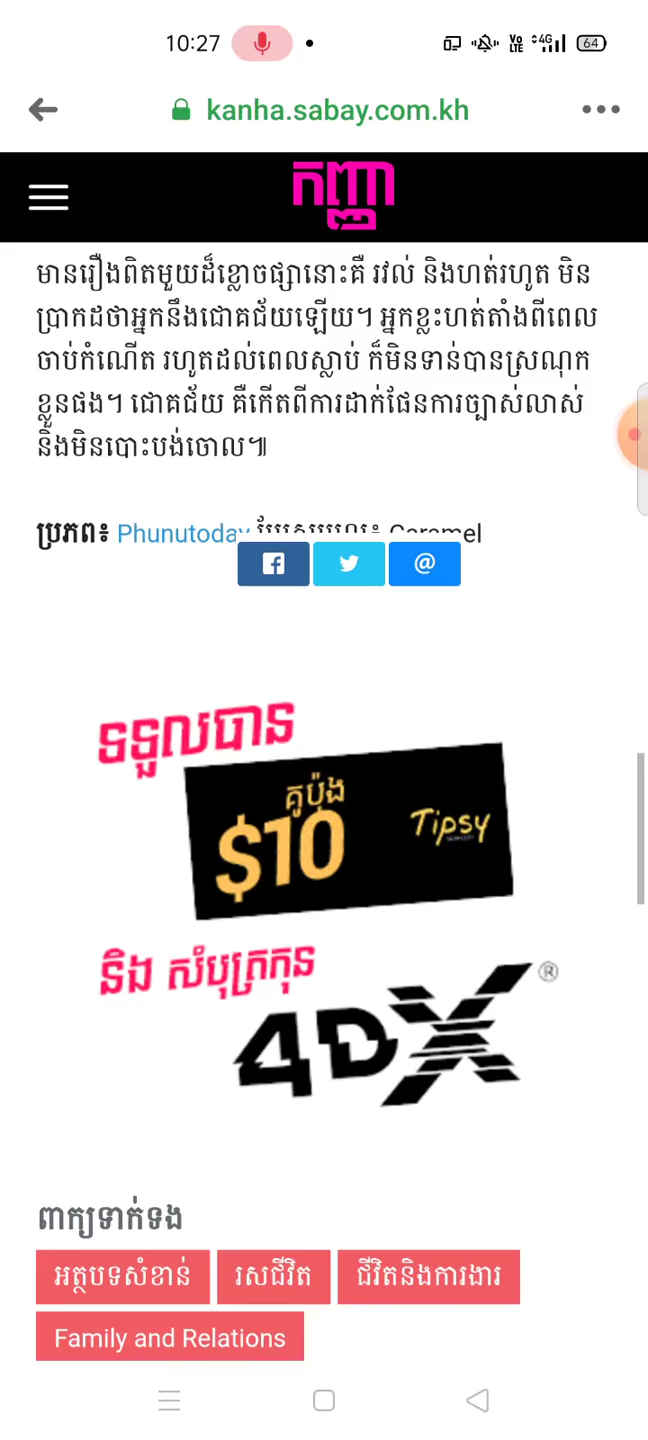 10:27
Vo LTE 4G 64
kanha.sabay.com.kh
កញ្ញា
មានរឿងពិតមួយដ៏ខ្លោចផ្សានោះគឺ រវល់ និងហត់រហូត មិន
ប្រាកដថាអ្នកនឹងជោគជ័យឡើយ។ អ្នកខ្លះហត់តាំងពីពេល
ចាប់កំណើត រហូតដល់ពេលស្លាប់ ក៏មិនទាន់បានស្រណុក
ខ្លួនផង។ ជោគជ័យ គឺកើតពីការដាក់ផែនការច្បាស់លាស់
និងមិនបោះបង់ចោល៕
ប្រភព៖ Phunutoday Caramel
ទទួលបាន
គូប៉ុង
$10 Tipsy
និង សំបុត្រកុន
4DX®
ពាក្យទាក់ទង
អត្ថបទសំខាន់ រសជីវិត ជីវិតនិងការងារ
Family and Relations